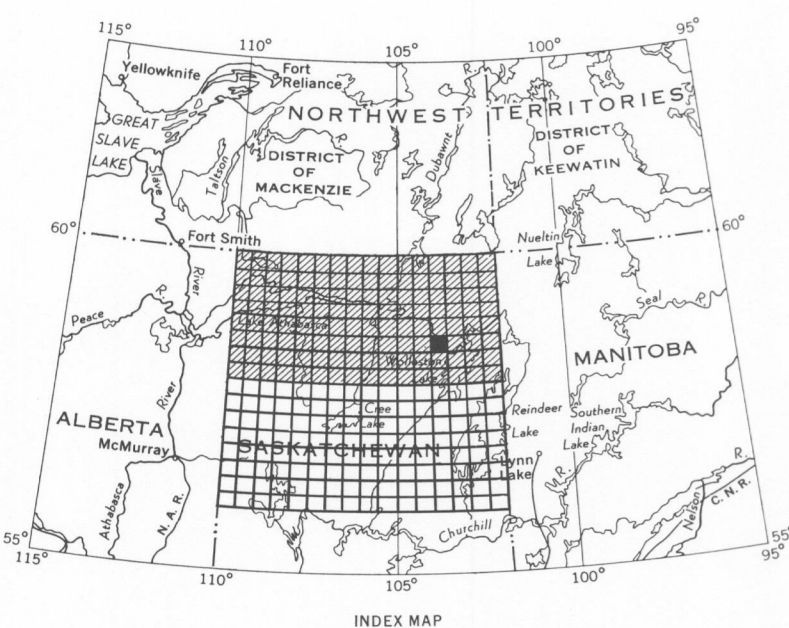 115°
110°
105°
100°
95°
Yellowknife
Fort
Reliance
R.
NORTHWEST TERRITORIES
GREAT
SLAVE
LAKE
Slave
Taltson
R.
DISTRICT
OF
MACKENZIE
Dubawnt
DISTRICT
OF
KEEWATIN
60°
Fort Smith
Nueltin
Lake
60°
River
Peace R.
Lake Athabasca
Wollaston
Lake
Seal R.
MANITOBA
River
Cree
Lake
Reindeer
Lake
Southern
Indian
Lake
ALBERTA
McMurray
SASKATCHEWAN
Lynn
Lake
R.
R.
Athabasca
N. A. R.
Churchill
Nelson
C. N. R.
55°
115°
110°
105°
100°
55°
95°
INDEX MAP